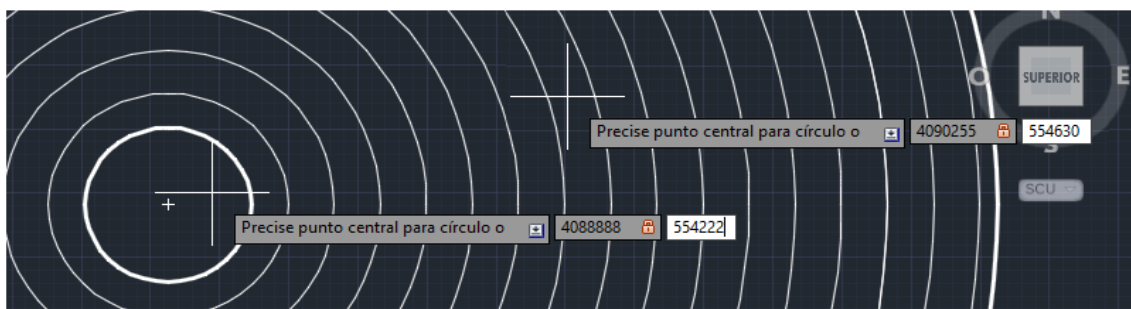 N
O SUPERIOR E
Precise punto central para círculo o 4090255 554630
S
SCU
Precise punto central para círculo o 4088888 554222